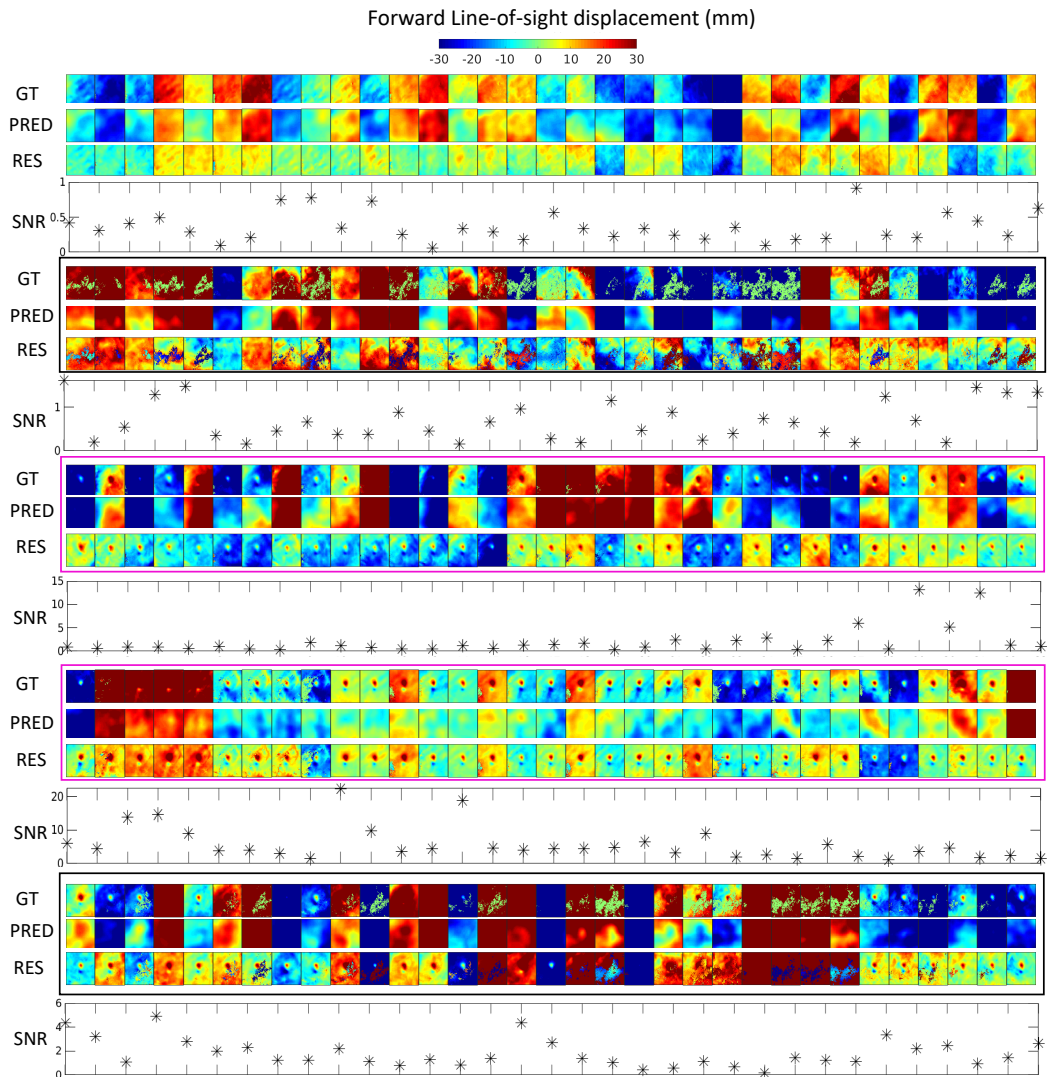 Forward Line-of-sight displacement (mm)
-30 -20 -10 0 10 20 30
GT
PRED
RES
1
0.5
0
SNR
GT
PRED
RES
1
0
SNR
GT
PRED
RES
15
10
5
0
SNR
GT
PRED
RES
20
10
0
SNR
GT
PRED
RES
6
4
2
0
SNR